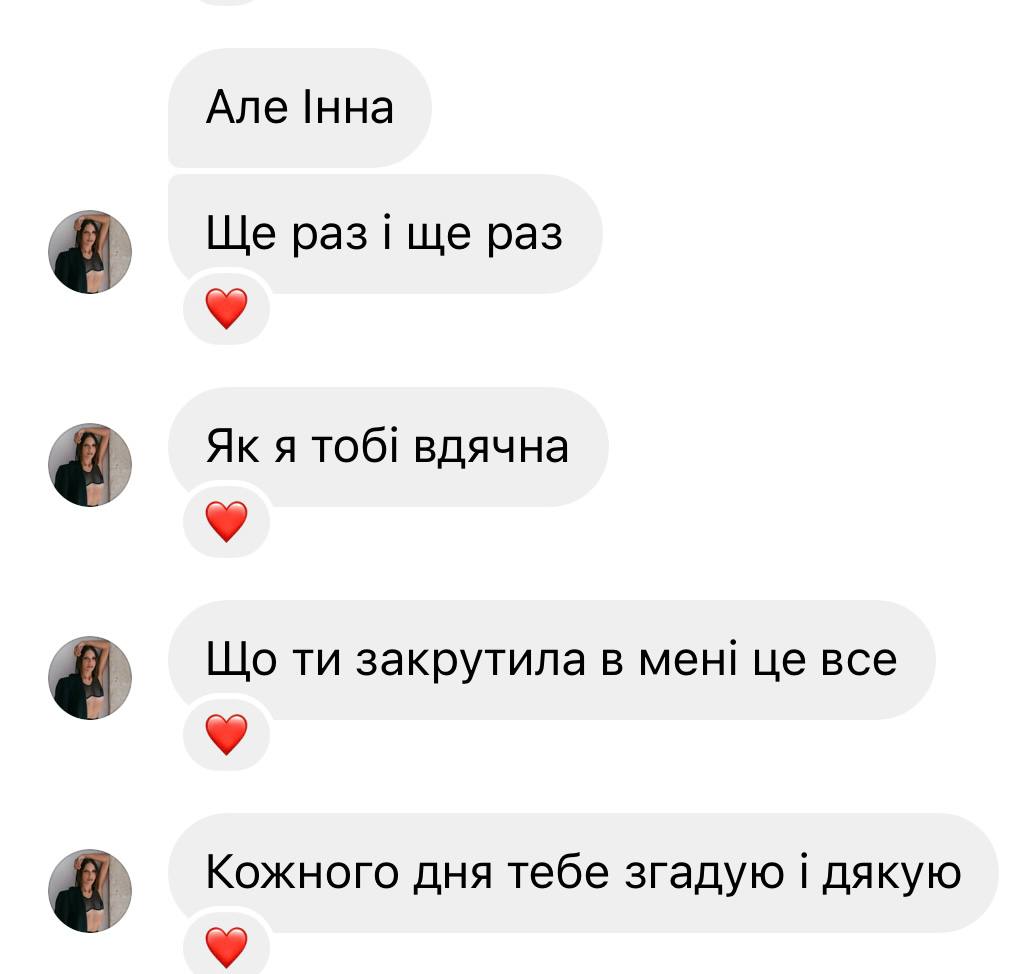 Але Інна
Ще раз і ще раз
❤️
Як я тобі вдячна
❤️
Що ти закрутила в мені це все
❤️
Кожного дня тебе згадую і дякую
❤️